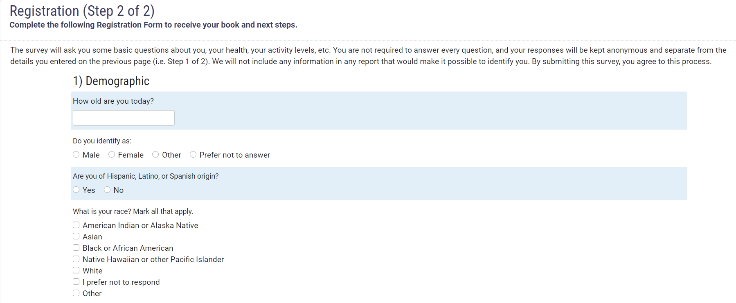 Registration (Step 2 of 2)
Complete the following Registration Form to receive your book and next steps.
The survey will ask you some basic questions about you, your health, your activity levels, etc. You are not required to answer every question, and your responses will be kept anonymous and separate from the
details you entered on the previous page (i.e. Step 1 of 2). We will not include any information in any report that would make it possible to identify you. By submitting this survey, you agree to this process.
1) Demographic
How old are you today?
Do you identify as:
Male Female Other Prefer not to answer
Are you of Hispanic, Latino, or Spanish origin?
Yes No
What is your race? Mark all that apply.
American Indian or Alaska Native
Asian
Black or African American
Native Hawaiian or other Pacific Islander
White
I prefer not to respond
Other